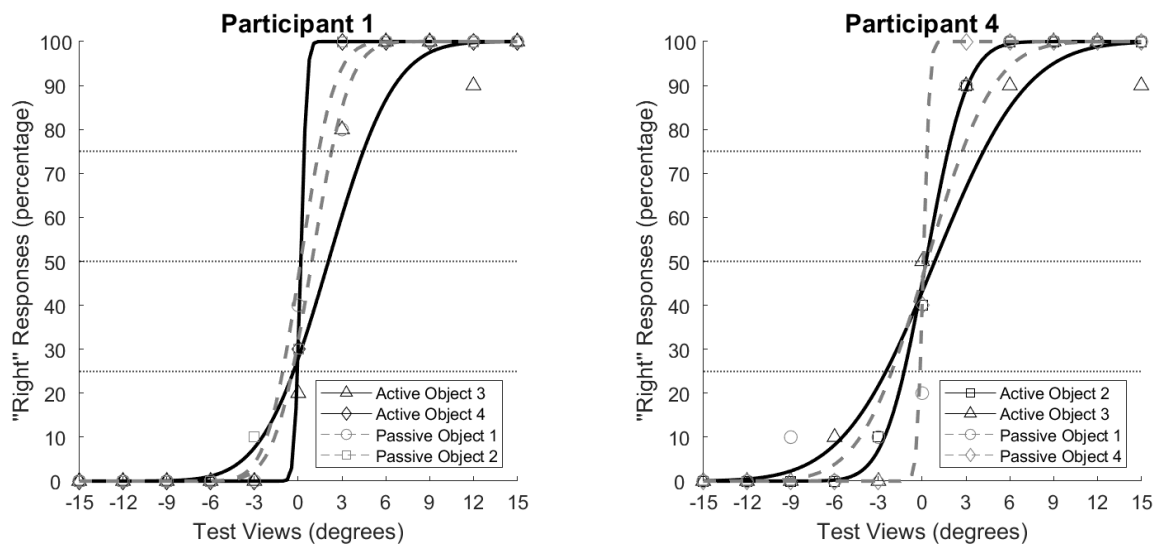 Participant 1
"Right" Responses (percentage)
100
90
80
70
60
50
40
30
20
10
0
-15 -12 -9 -6 -3 0 3 6 9 12 15
Test Views (degrees)
Active Object 3
Active Object 4
Passive Object 1
Passive Object 2
Participant 4
"Right" Responses (percentage)
100
90
80
70
60
50
40
30
20
10
0
-15 -12 -9 -6 -3 0 3 6 9 12 15
Test Views (degrees)
Active Object 2
Active Object 3
Passive Object 1
Passive Object 4